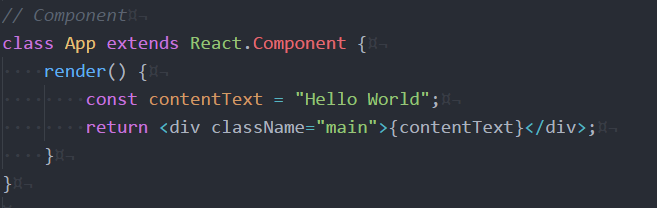 // Component
class App extends React.Component {
    render() {
        const contentText = "Hello World";
        return <div className="main">{contentText}</div>;
    }
}